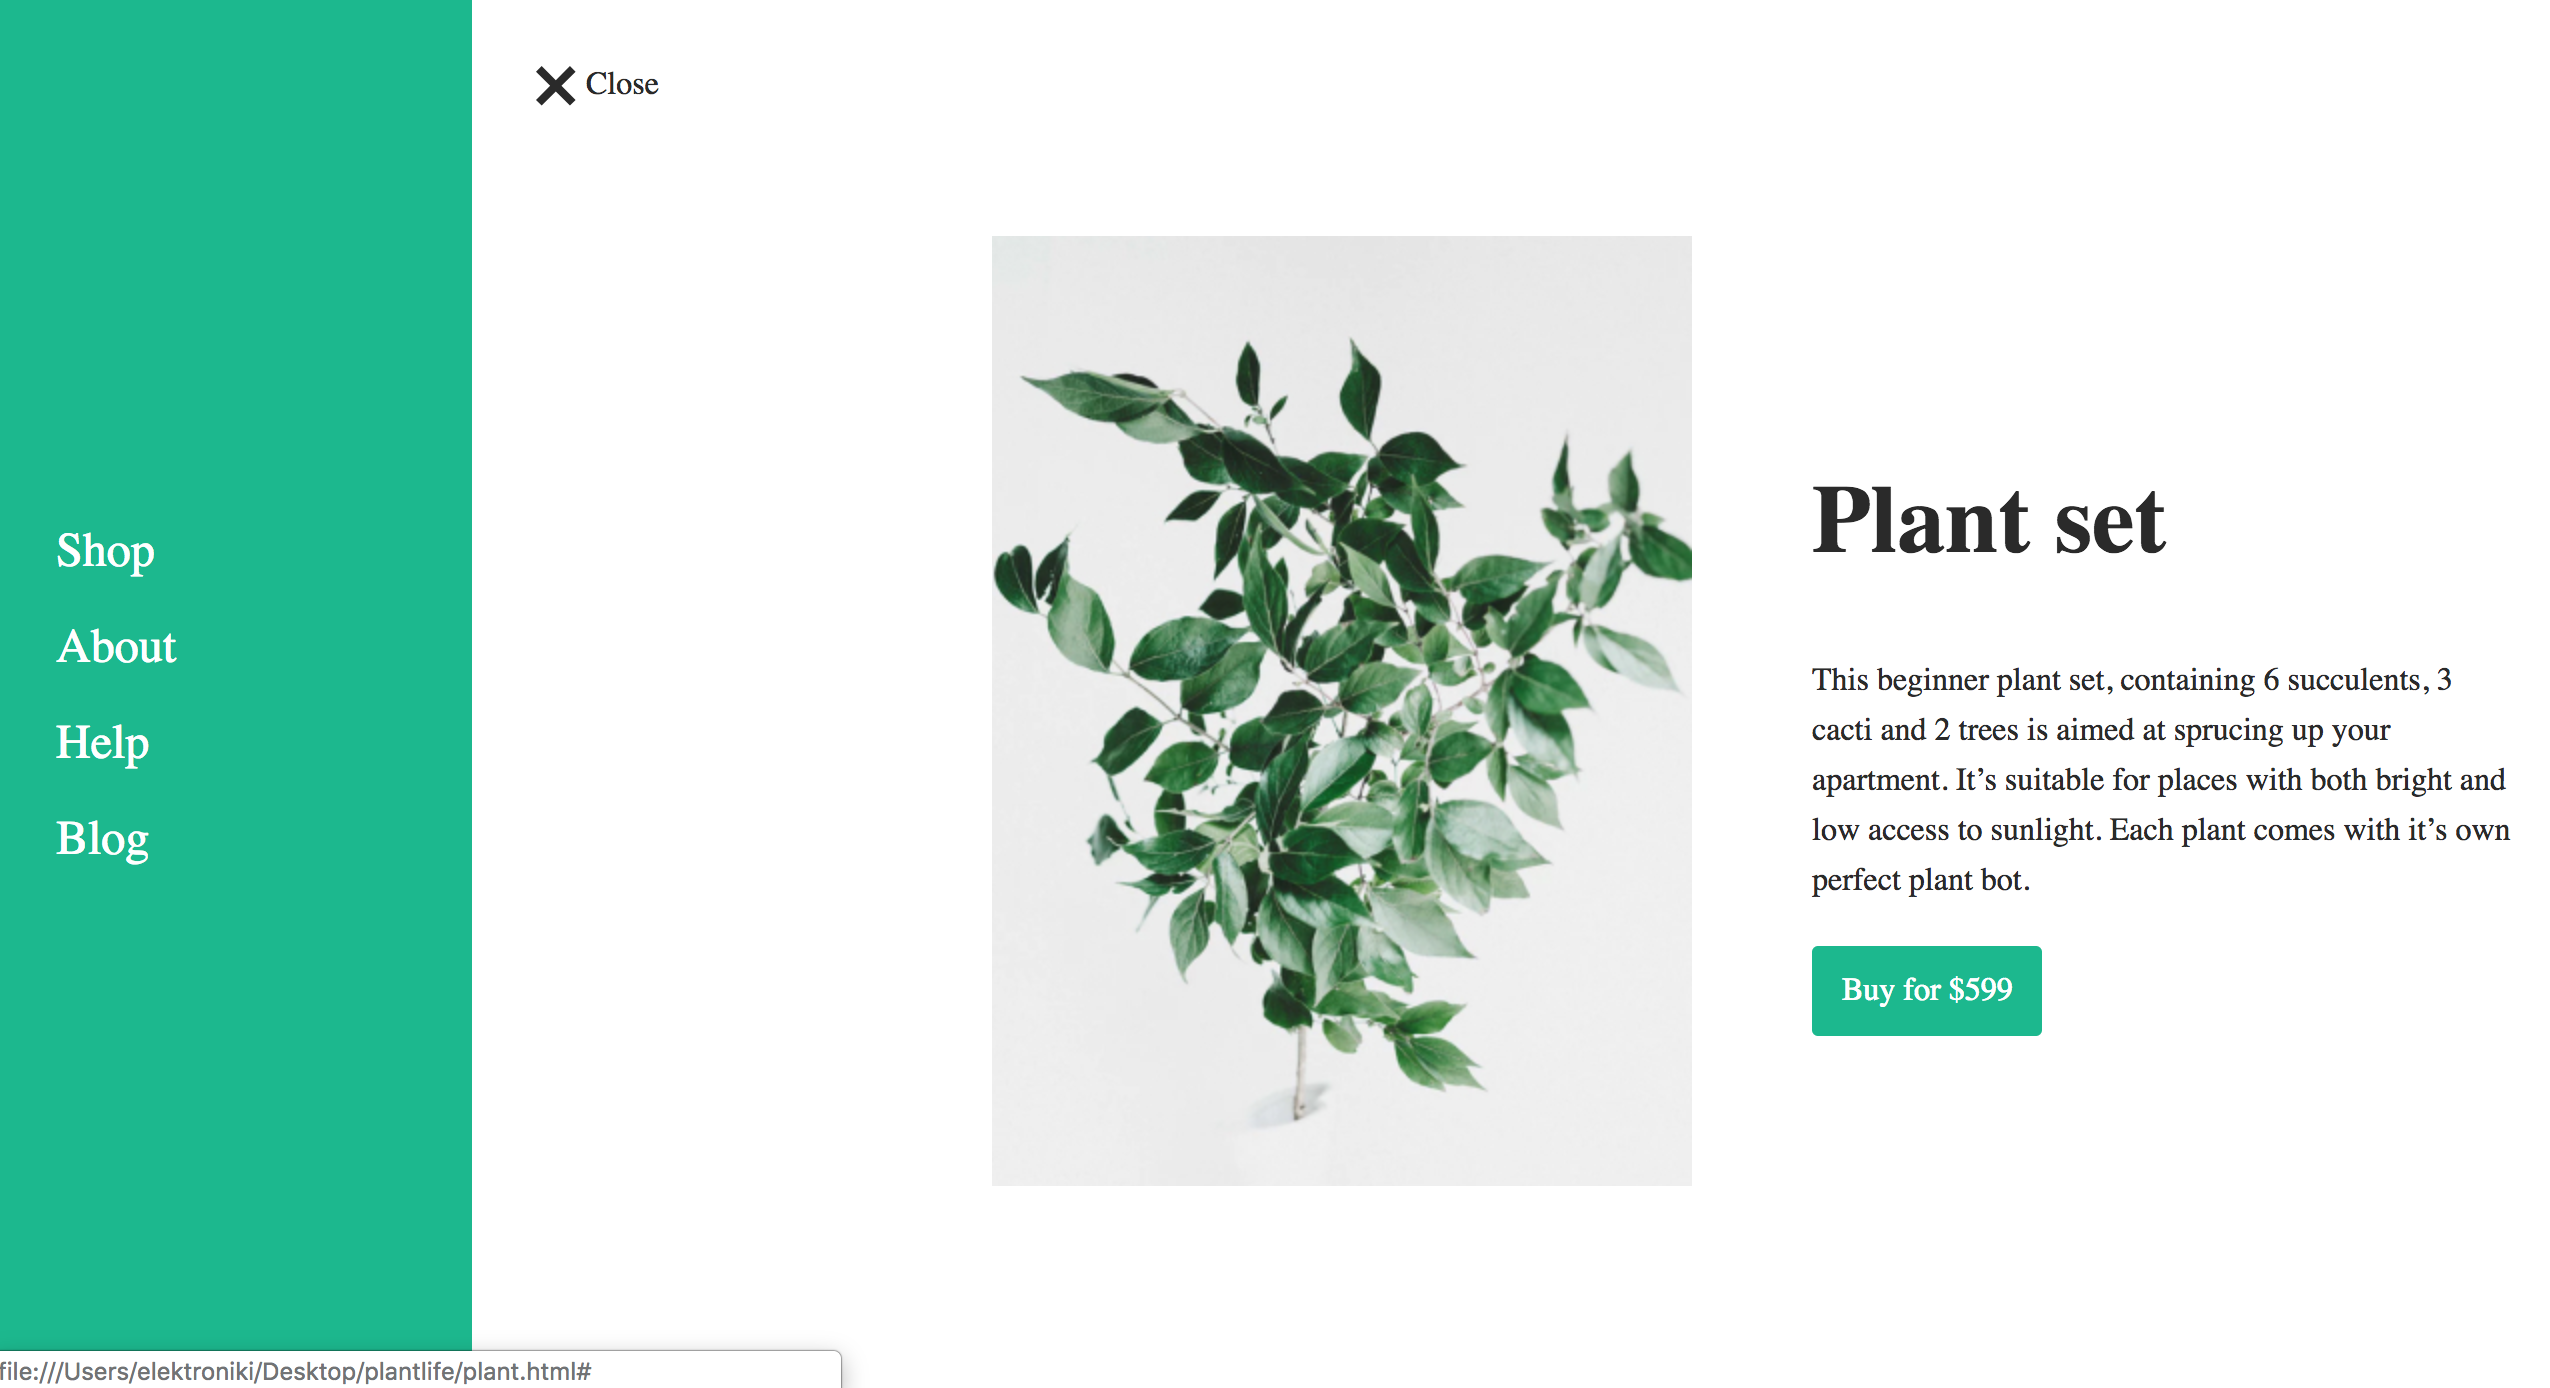 Close
Shop
About
Help
Blog
Plant set
This beginner plant set, containing 6 succulents, 3
cacti and 2 trees is aimed at sprucing up your
apartment. It’s suitable for places with both bright and
low access to sunlight. Each plant comes with it’s own
perfect plant bot.
Buy for $599
file:///Users/elektroniki/Desktop/plantlife/plant.html#